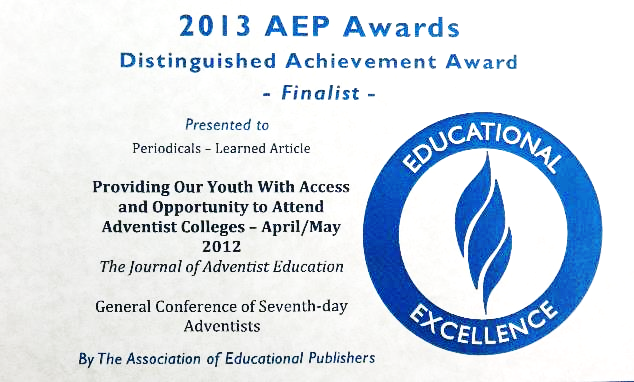 2013 AEP Awards
Distinguished Achievement Award
- Finalist -
Presented to
Periodicals – Learned Article
Providing Our Youth With Access
and Opportunity to Attend
Adventist Colleges – April/May
2012
The Journal of Adventist Education
General Conference of Seventh-day
Adventists
By The Association of Educational Publishers
EDUCATIONAL
EXCELLENCE